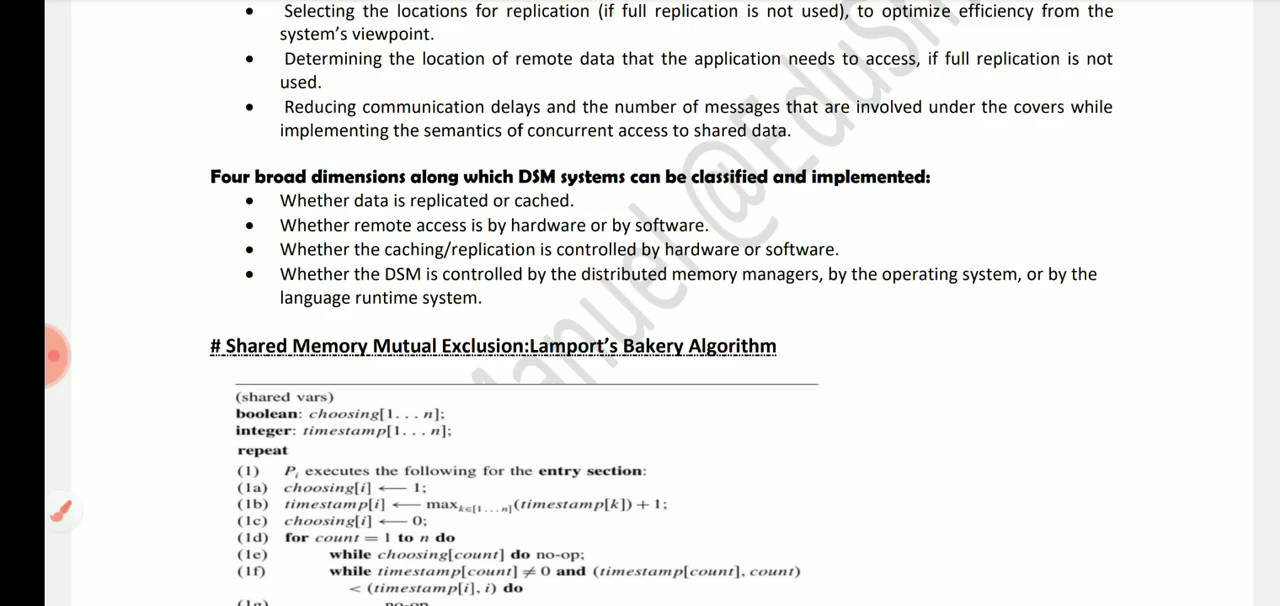 • Selecting the locations for replication (if full replication is not used), to optimize efficiency from the
system's viewpoint.
• Determining the location of remote data that the application needs to access, if full replication is not
used.
• Reducing communication delays and the number of messages that are involved under the covers while
implementing the semantics of concurrent access to shared data.
Four broad dimensions along which DSM systems can be classified and implemented:
• Whether data is replicated or cached.
• Whether remote access is by hardware or by software.
• Whether the caching/replication is controlled by hardware or software.
• Whether the DSM is controlled by the distributed memory managers, by the operating system, or by the
language runtime system.
# Shared Memory Mutual Exclusion:Lamport's Bakery Algorithm
(shared vars)
boolean: choosing[1...n];
integer: timestamp[1...n];
repeat
(1) Pᵢ executes the following for the entry section:
(1a) choosing[i] ⟵ 1;
(1b) timestamp[i] ⟵ max k∈[1...n](timestamp[k]) + 1;
(1c) choosing[i] ⟵ 0;
(1d) for count = 1 to n do
(1e) while choosing[count] do no-op;
(1f) while timestamp[count] ≠ 0 and (timestamp[count], count)
< (timestamp[i], i) do
(1g) no-op